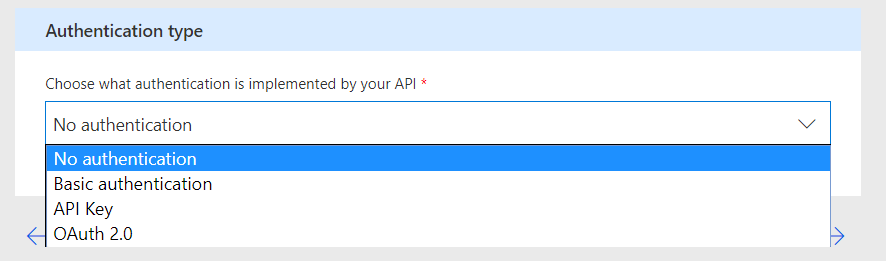 Authentication type
Choose what authentication is implemented by your API *
No authentication
No authentication
Basic authentication
API Key
OAuth 2.0